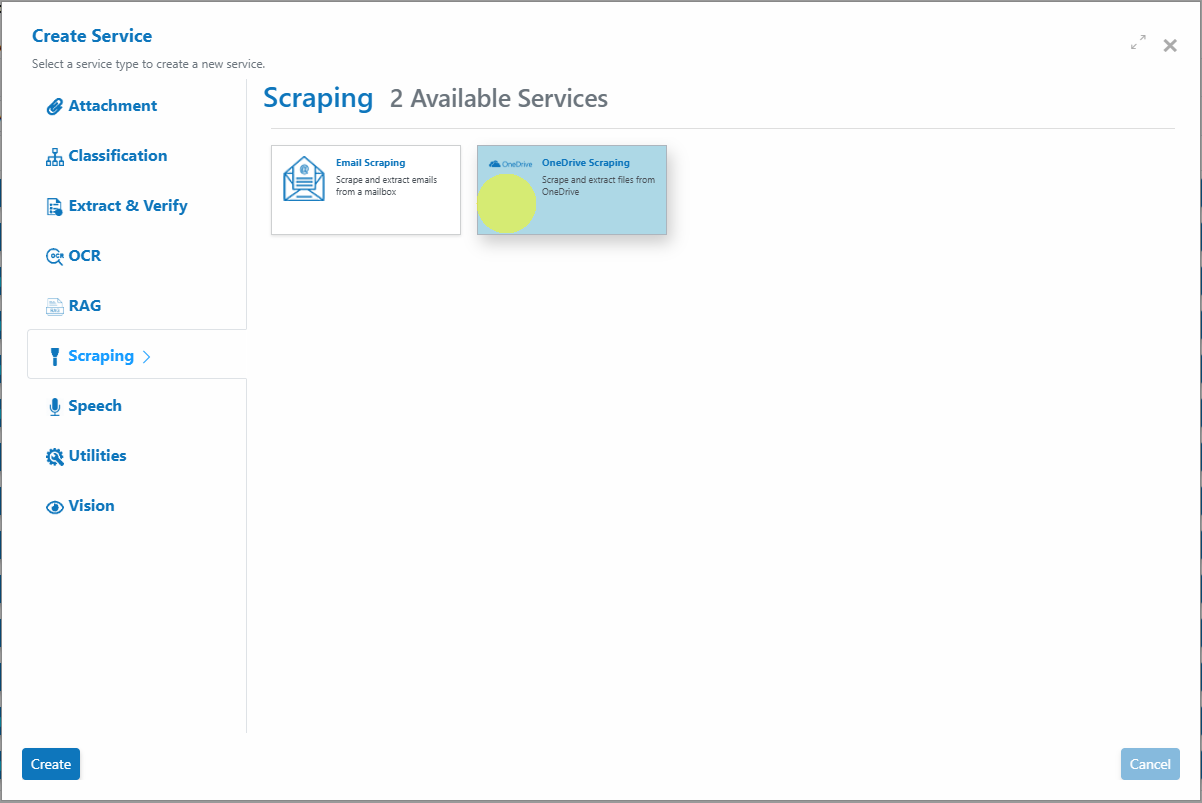 Create Service
Select a service type to create a new service.
Attachment
Classification
Extract & Verify
OCR
OCR
RAG
Scraping
Speech
Utilities
Vision
Scraping 2 Available Services
Email Scraping
Scrape and extract emails
from a mailbox
OneDrive
OneDrive Scraping
Scrape and extract files from
OneDrive
Create
Cancel